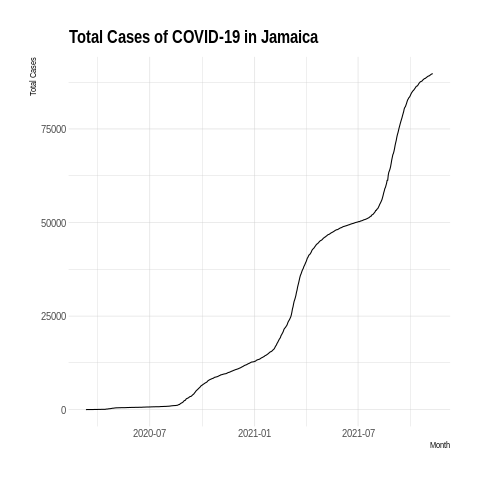 Total Cases of COVID-19 in Jamaica
Total Cases
75000
50000
25000
0
2020-07
2021-01
2021-07
Month